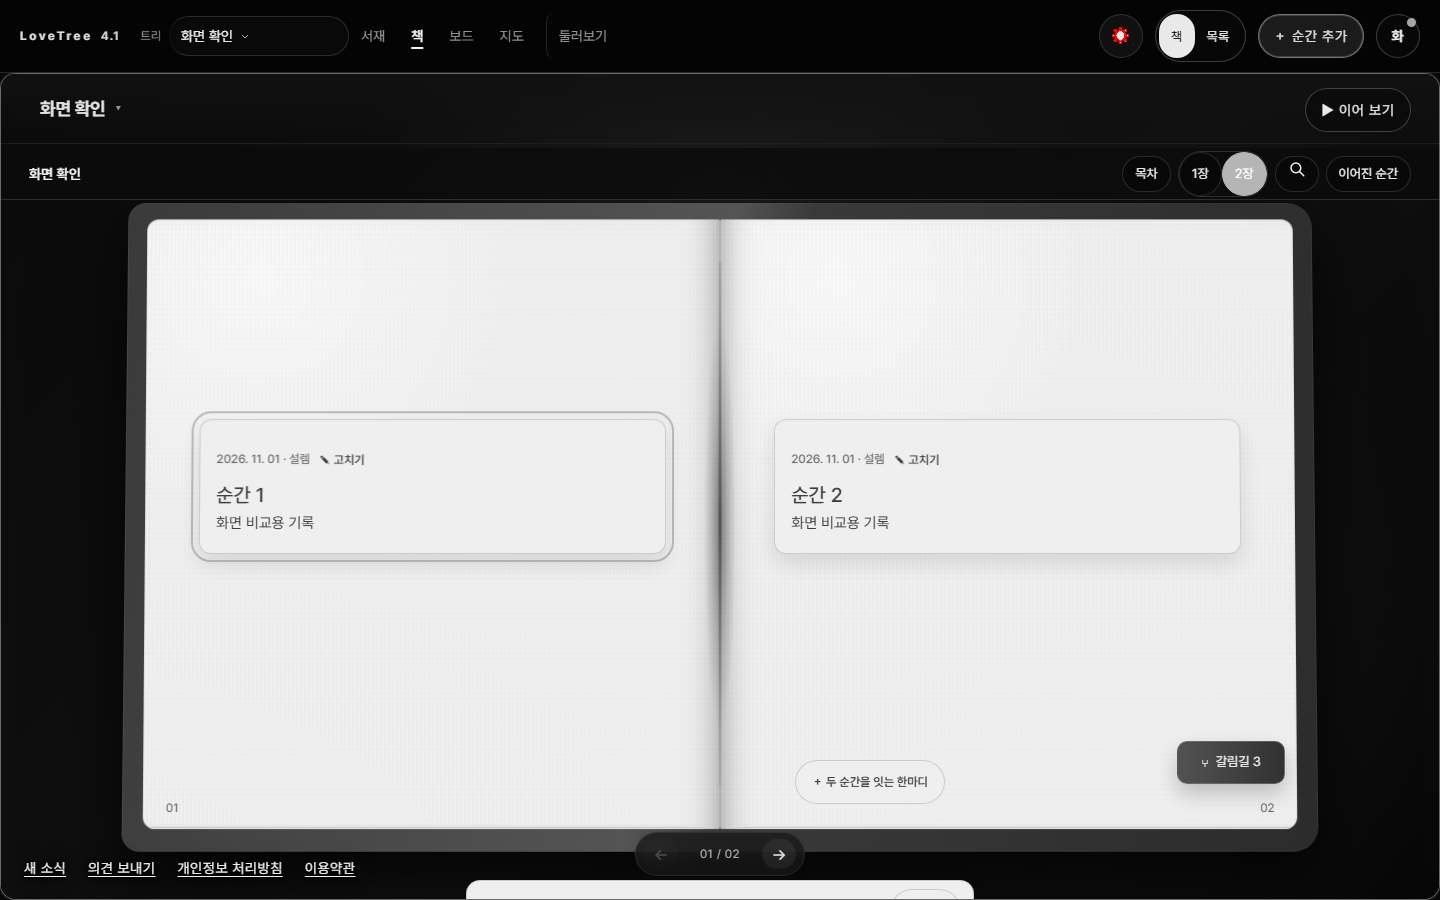 LoveTree 4.1 트리 화면 확인 서재 책 보드 지도 둘러보기 책 목록 + 순간 추가 화
화면 확인 ▶ 이어 보기
화면 확인 목차 1장 2장 이어진 순간
2026. 11. 01 · 설렘 고치기
순간 1
화면 비교용 기록
2026. 11. 01 · 설렘 고치기
순간 2
화면 비교용 기록
갈림길 3
+ 두 순간을 잇는 한마디
01
02
← 01 / 02 →
새 소식 의견 보내기 개인정보 처리방침 이용약관